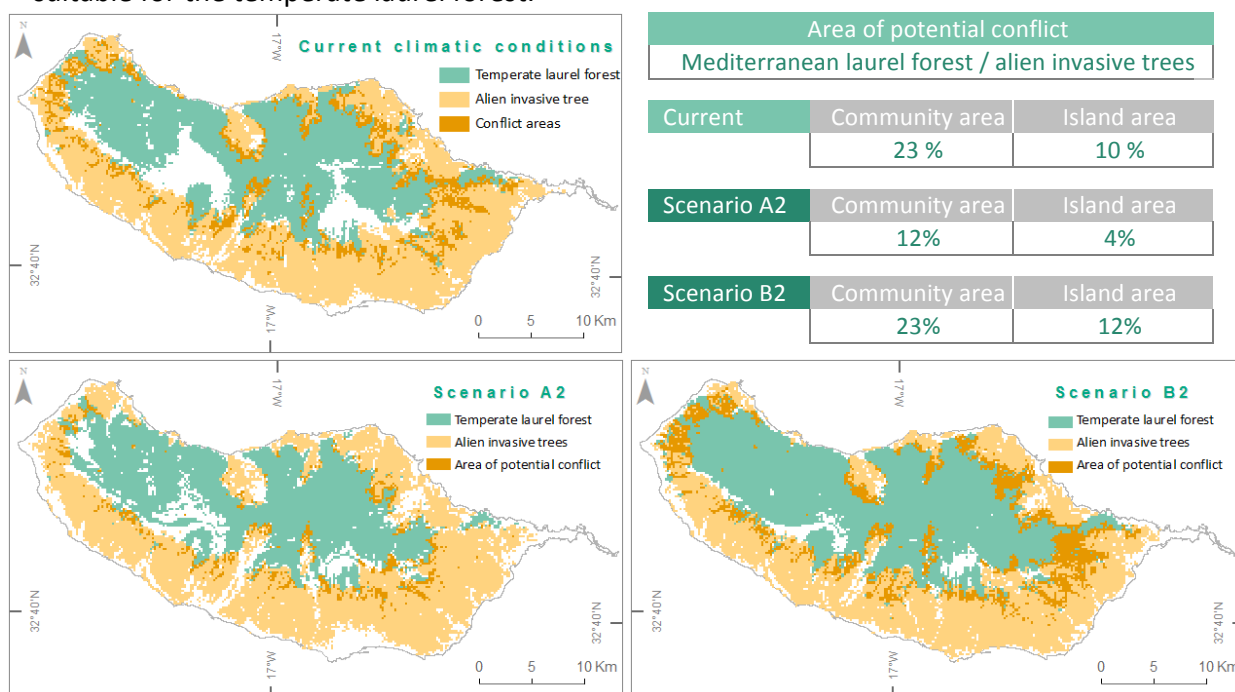 suitable for the temperate laurel forest.
N
17°W
Current climatic conditions
Temperate laurel forest
Alien invasive tree
Conflict areas
32°40'N
32°40'N
17°W
0 5 10 Km
Area of potential conflict
Mediterranean laurel forest / alien invasive trees
Current Community area Island area
23 % 10 %
Scenario A2 Community area Island area
12% 4%
Scenario B2 Community area Island area
23% 12%
N
17°W
Scenario A2
Temperate laurel forest
Alien invasive trees
Area of potential conflict
32°40'N
32°40'N
17°W
0 5 10 Km
N
17°W
Scenario B2
Temperate laurel forest
Alien invasive trees
Area of potential conflict
32°40'N
32°40'N
17°W
0 5 10 Km